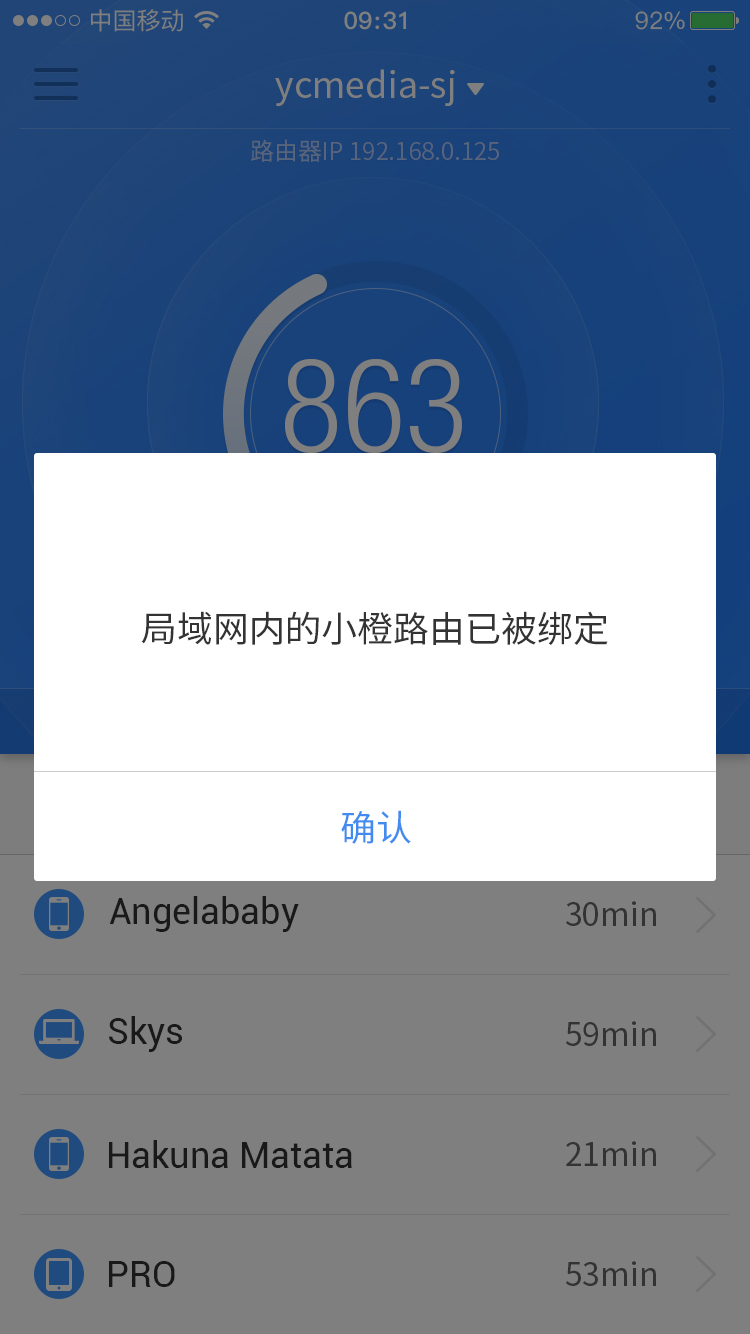 中国移动 09:31 92%
ycmedia-sj
路由器IP 192.168.0.125
863
局域网内的小橙路由已被绑定
确认
Angelababy 30min
Skys 59min
Hakuna Matata 21min
PRO 53min